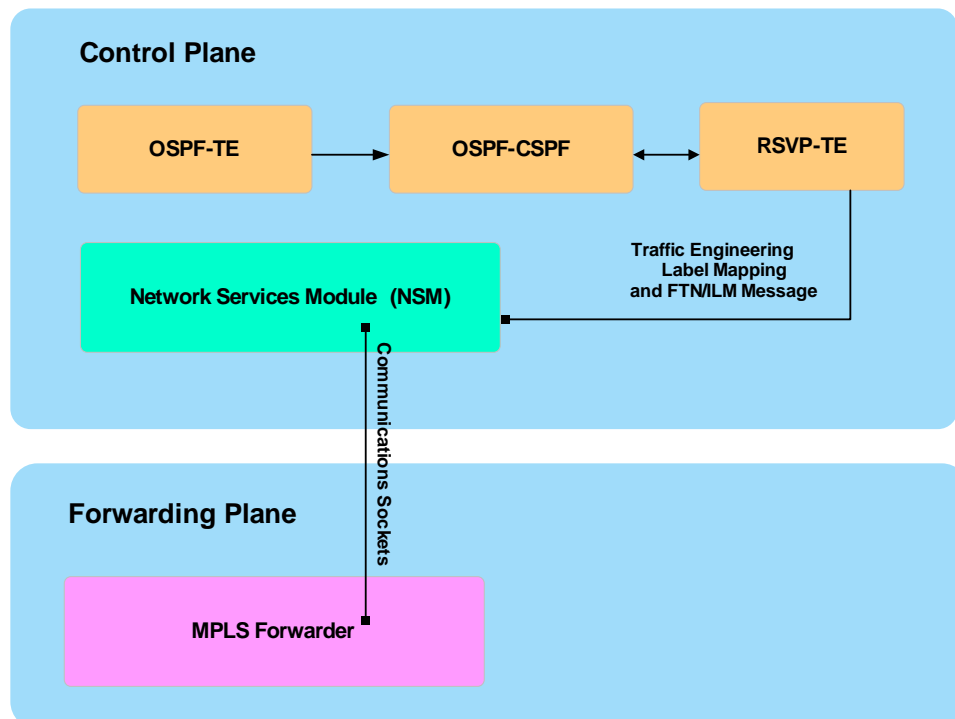 Control Plane
OSPF-TE
OSPF-CSPF
RSVP-TE
Traffic Engineering
Label Mapping
and FTN/ILM Message
Network Services Module (NSM)
Communications Sockets
Forwarding Plane
MPLS Forwarder